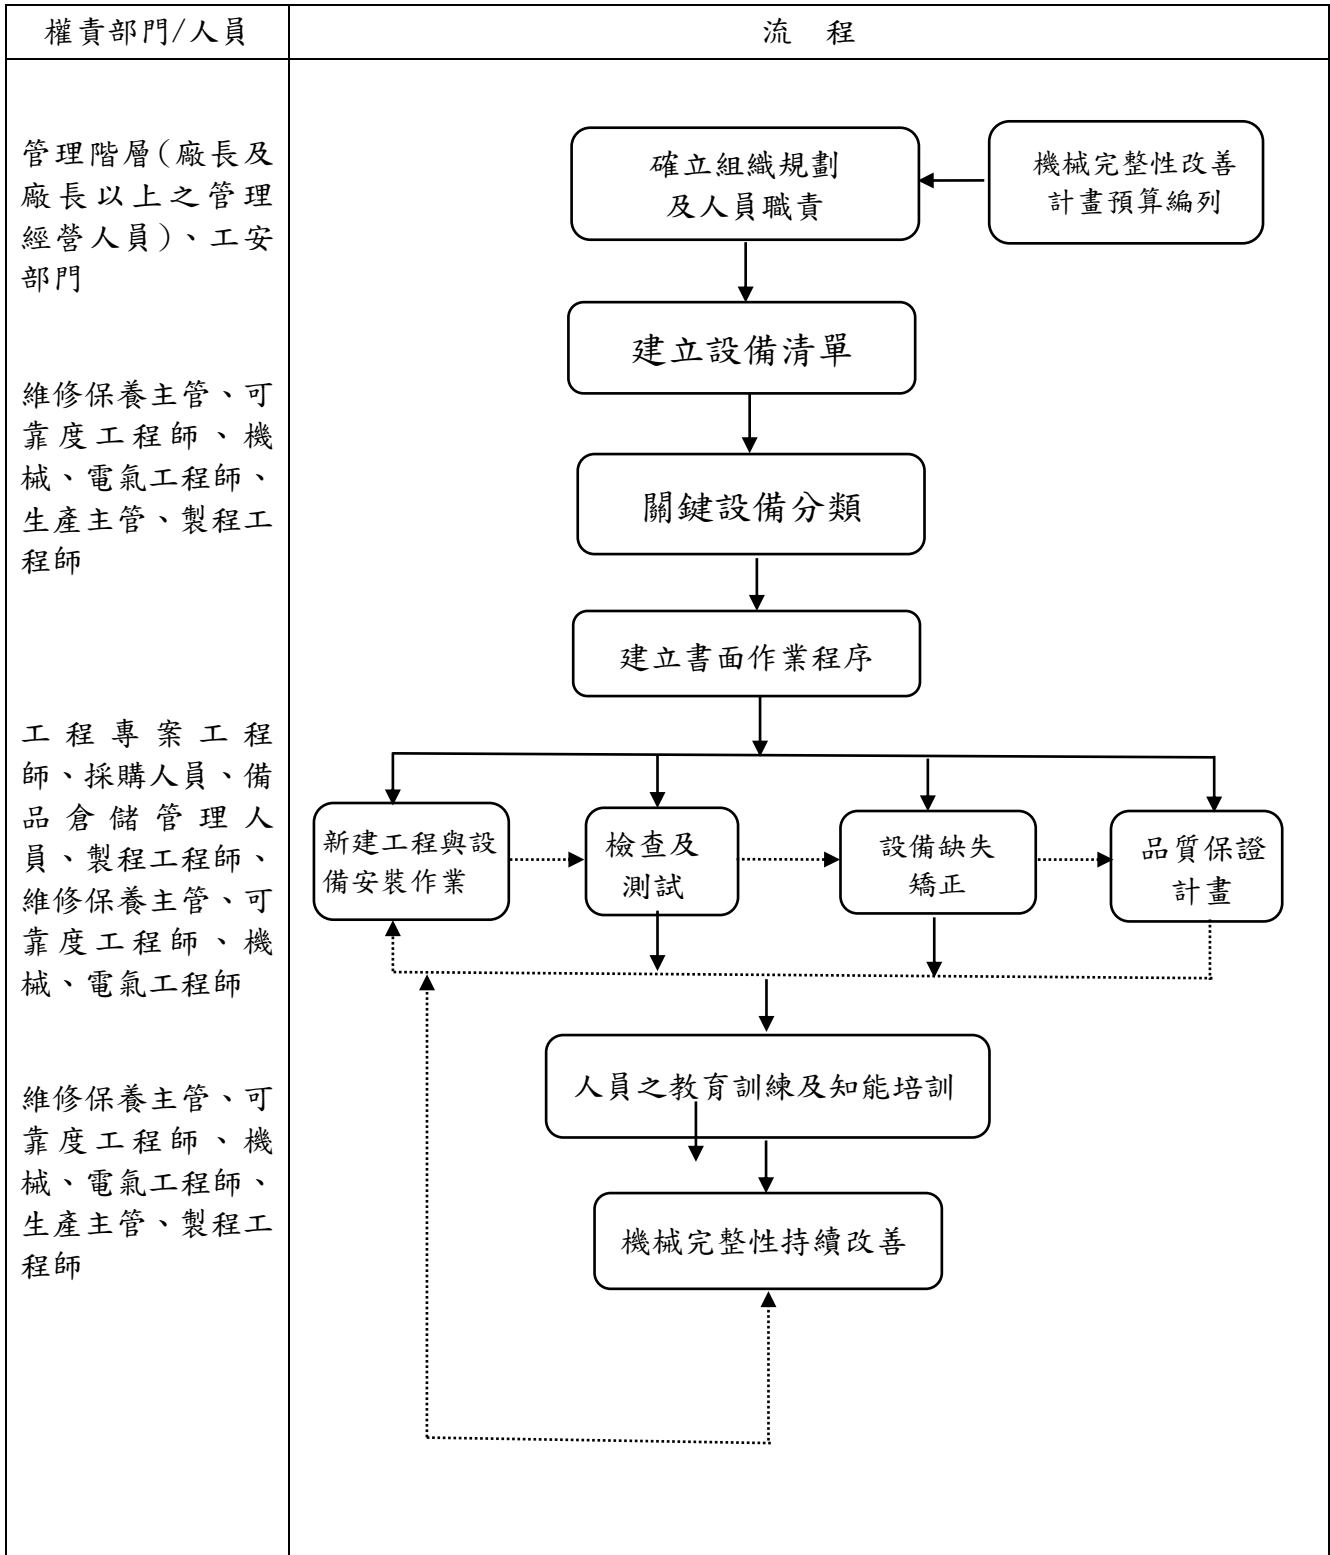 權責部門/人員
流 程
管理階層(廠長及
廠長以上之管理
經營人員)、工安
部門
確立組織規劃
及人員職責
機械完整性改善
計畫預算編列
建立設備清單
維修保養主管、可
靠度工程師、機
械、電氣工程師、
生產主管、製程工
程師
關鍵設備分類
建立書面作業程序
工程專案工程
師、採購人員、備
品倉儲管理人
員、製程工程師、
維修保養主管、可
靠度工程師、機
械、電氣工程師
新建工程與設
備安裝作業
檢查及
測試
設備缺失
矯正
品質保證
計畫
人員之教育訓練及知能培訓
維修保養主管、可
靠度工程師、機
械、電氣工程師、
生產主管、製程工
程師
機械完整性持續改善